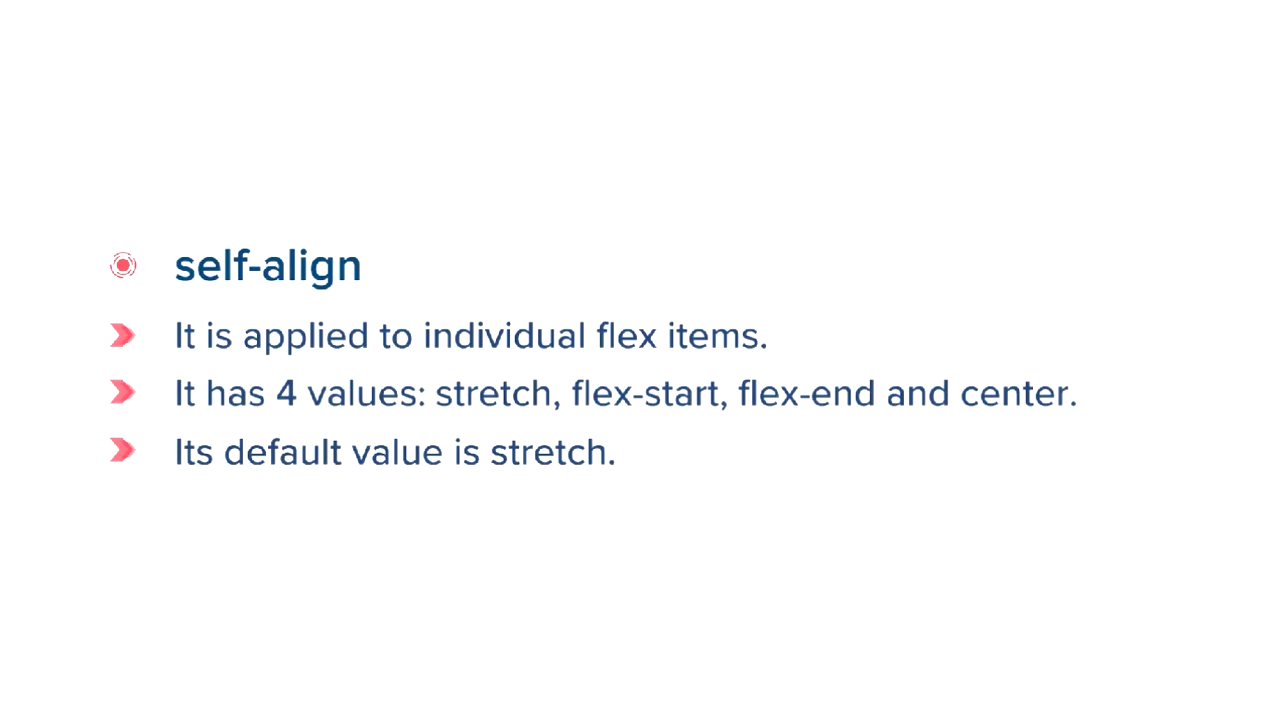 self-align
It is applied to individual flex items.
It has 4 values: stretch, flex-start, flex-end and center.
Its default value is stretch.